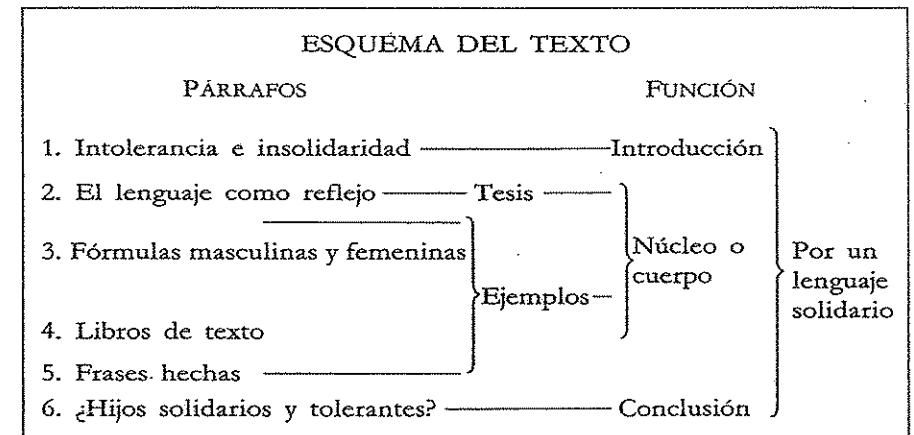 ESQUEMA DEL TEXTO
PÁRRAFOS FUNCIÓN
1. Intolerancia e insolidaridad Introducción
2. El lenguaje como reflejo Tesis
3. Fórmulas masculinas y femeninas
Núcleo o
cuerpo
Por un
lenguaje
solidario
Ejemplos
4. Libros de texto
5. Frases hechas
6. ¿Hijos solidarios y tolerantes? Conclusión